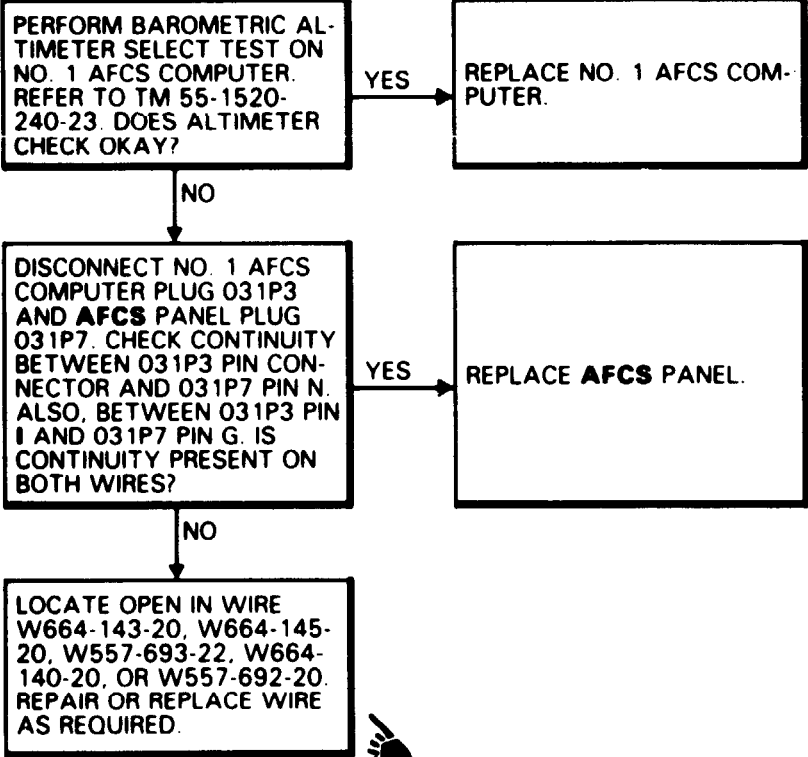 PERFORM BAROMETRIC AL-
TIMETER SELECT TEST ON
NO. 1 AFCS COMPUTER.
REFER TO TM 55-1520-
240-23. DOES ALTIMETER
CHECK OKAY?
YES
REPLACE NO. 1 AFCS COM-
PUTER.
NO
DISCONNECT NO. 1 AFCS
COMPUTER PLUG 031P3
AND AFCS PANEL PLUG
031P7. CHECK CONTINUITY
BETWEEN 031P3 PIN CON-
NECTOR AND 031P7 PIN N.
ALSO, BETWEEN 031P3 PIN
I AND 031P7 PIN G. IS
CONTINUITY PRESENT ON
BOTH WIRES?
YES
REPLACE AFCS PANEL.
NO
LOCATE OPEN IN WIRE
W664-143-20, W664-145-
20, W557-693-22, W664-
140-20, OR W557-692-20.
REPAIR OR REPLACE WIRE
AS REQUIRED.